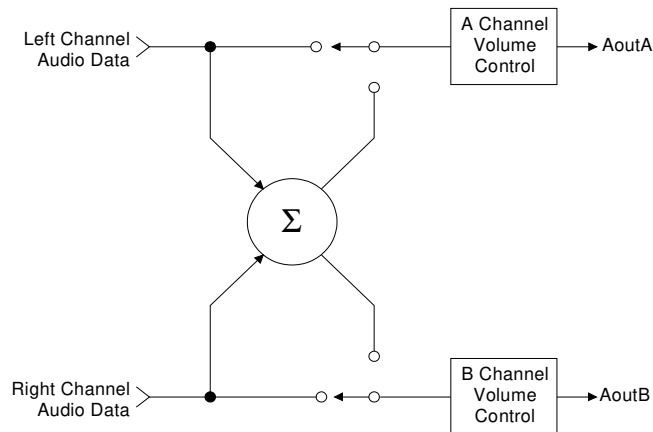 Left Channel
Audio Data
A Channel
Volume
Control
AoutA
Σ
Right Channel
Audio Data
B Channel
Volume
Control
AoutB